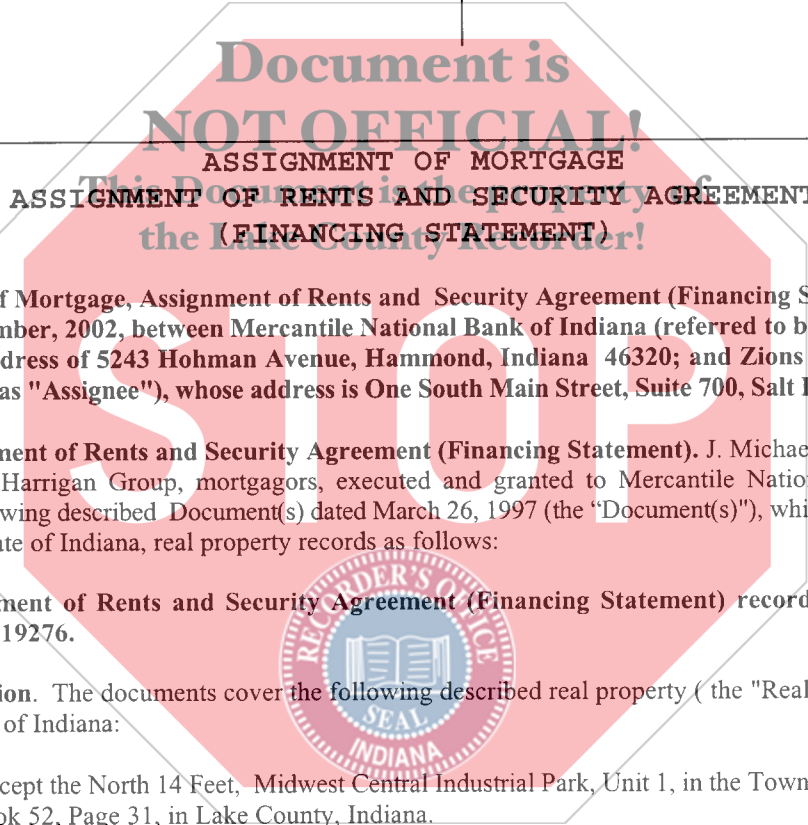 Document is
NOT OFFICIAL!
ASSIGNMENT OF MORTGAGE
This Document is the property of
ASSIGNMENT OF RENTS AND SECURITY AGREEMENT
the Lake County Recorder!
(FINANCING STATEMENT)
f Mortgage, Assignment of Rents and Security Agreement (Financing S
mber, 2002, between Mercantile National Bank of Indiana (referred to b
dress of 5243 Hohman Avenue, Hammond, Indiana 46320; and Zions
as "Assignee"), whose address is One South Main Street, Suite 700, Salt
STOP
ment of Rents and Security Agreement (Financing Statement). J. Michae
Harrigan Group, mortgagors, executed and granted to Mercantile Natio
wing described Document(s) dated March 26, 1997 (the “Document(s)"), whi
te of Indiana, real property records as follows:
ment of Rents and Security Agreement (Financing Statement) record
19276.
RECORDER'S OFFICE
SEAL
INDIANA
ion. The documents cover the following described real property ( the "Real
of Indiana:
cept the North 14 Feet, Midwest Central Industrial Park, Unit 1, in the Town
ok 52, Page 31, in Lake County, Indiana.